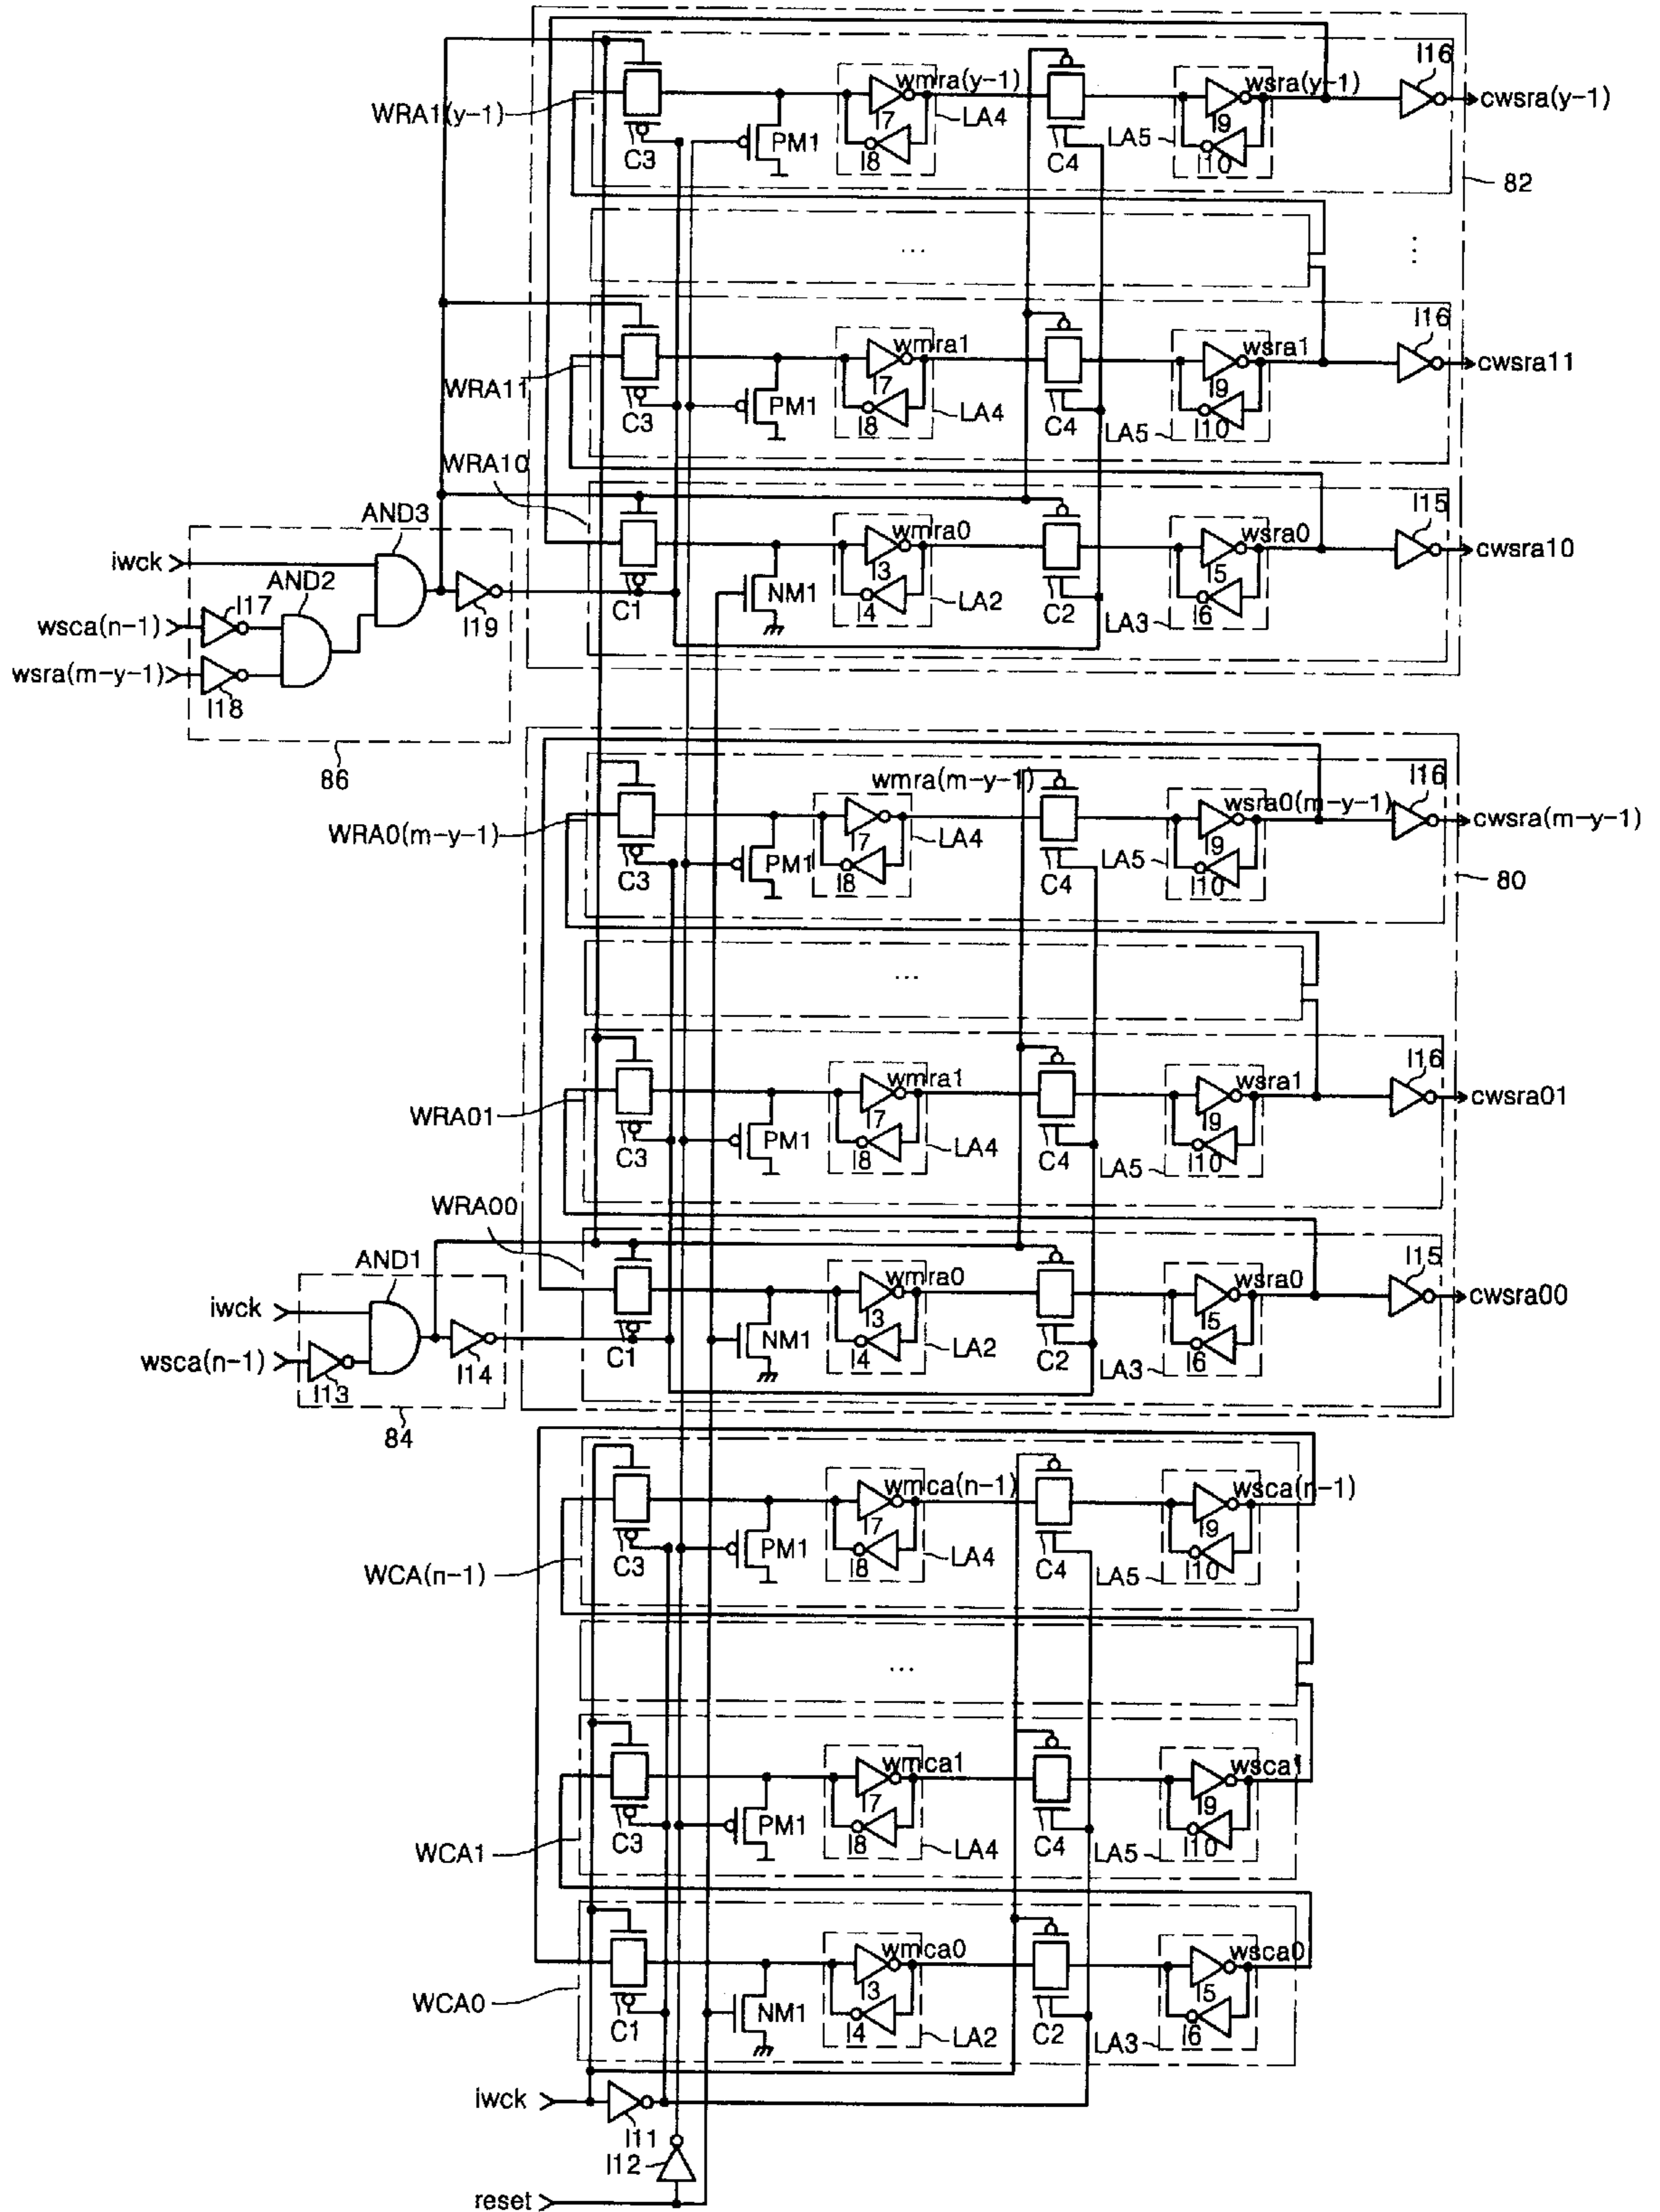 wmra(y-1) wsra(y-1) I16
WRA1(y-1) C3 PM1 I7 I8 LA4 C4 LA5 I9 I10 cwsra(y-1)
82
...
⋮
wmra1 wsra1 I16
WRA11 C3 PM1 I7 I8 LA4 C4 LA5 I9 I10 cwsra11
WRA10
wmra0 wsra0 I15
C1 NM1 I3 I4 LA2 C2 LA3 I5 I6 cwsra10
AND3
iwck
AND2
I17
wsca(n-1)
I19
wsra(m-y-1)
I18
86
wmra(m-y-1) wsra0(m-y-1) I16
WRA0(m-y-1) C3 PM1 I7 I8 LA4 C4 LA5 I9 I10 cwsra(m-y-1)
80
...
wmra1 wsra1 I16
WRA01 C3 PM1 I7 I8 LA4 C4 LA5 I9 I10 cwsra01
WRA00
wmra0 wsra0 I15
C1 NM1 I3 I4 LA2 C2 LA3 I5 I6 cwsra00
AND1
iwck
wsca(n-1)
I13
I14
84
wmca(n-1) wsca(n-1)
WCA(n-1) C3 PM1 I7 I8 LA4 C4 LA5 I9 I10
...
wmca1 wsca1
WCA1 C3 PM1 I7 I8 LA4 C4 LA5 I9 I10
wmca0 wsca0
WCA0 C1 NM1 I3 I4 LA2 C2 LA3 I5 I6
iwck
I11
I12
reset